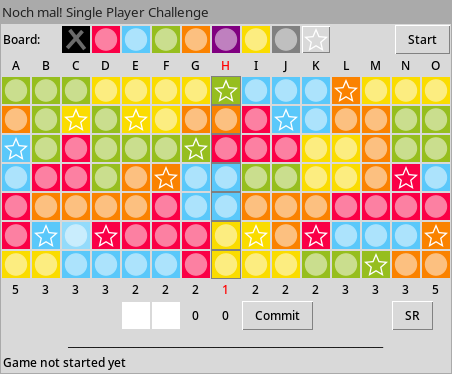 Noch mal! Single Player Challenge
Board: Start
A B C D E F G H I J K L M N O
5 3 3 3 2 2 2 1 2 2 2 3 3 3 5
0 0 Commit SR
Game not started yet